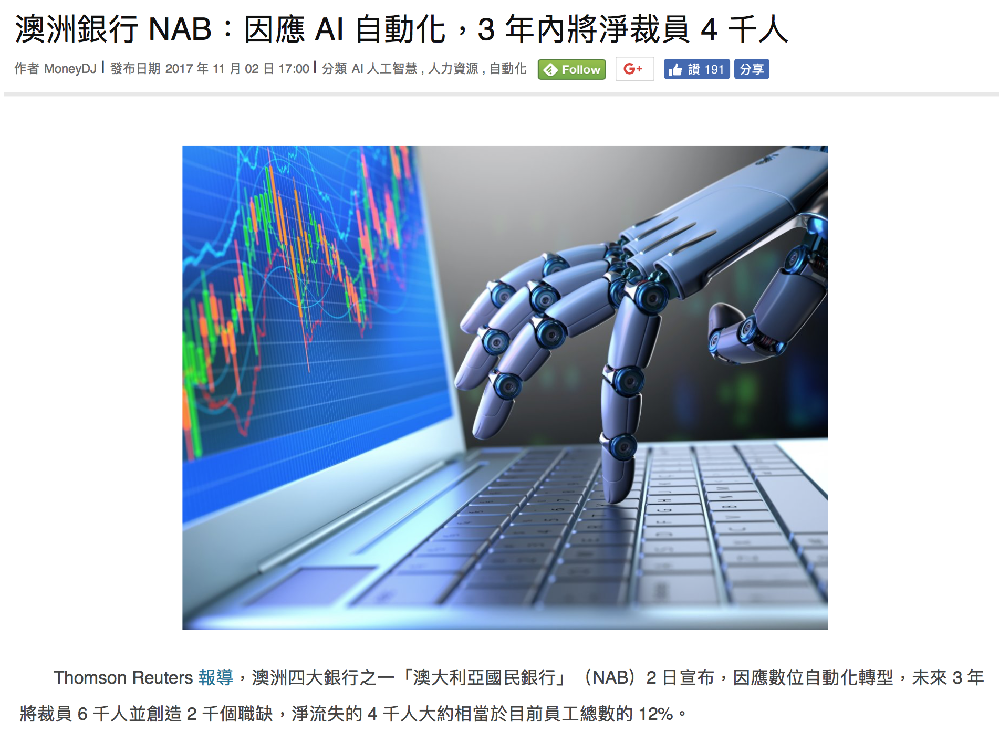 澳洲銀行 NAB：因應 AI 自動化，3 年內將淨裁員 4 千人
作者 MoneyDJ | 發布日期 2017 年 11 月 02 日 17:00 | 分類 AI 人工智慧 , 人力資源 , 自動化 Follow G+ 讚 191 分享
Thomson Reuters 報導，澳洲四大銀行之一「澳大利亞國民銀行」（NAB）2 日宣布，因應數位自動化轉型，未來 3 年
將裁員 6 千人並創造 2 千個職缺，淨流失的 4 千人大約相當於目前員工總數的 12%。